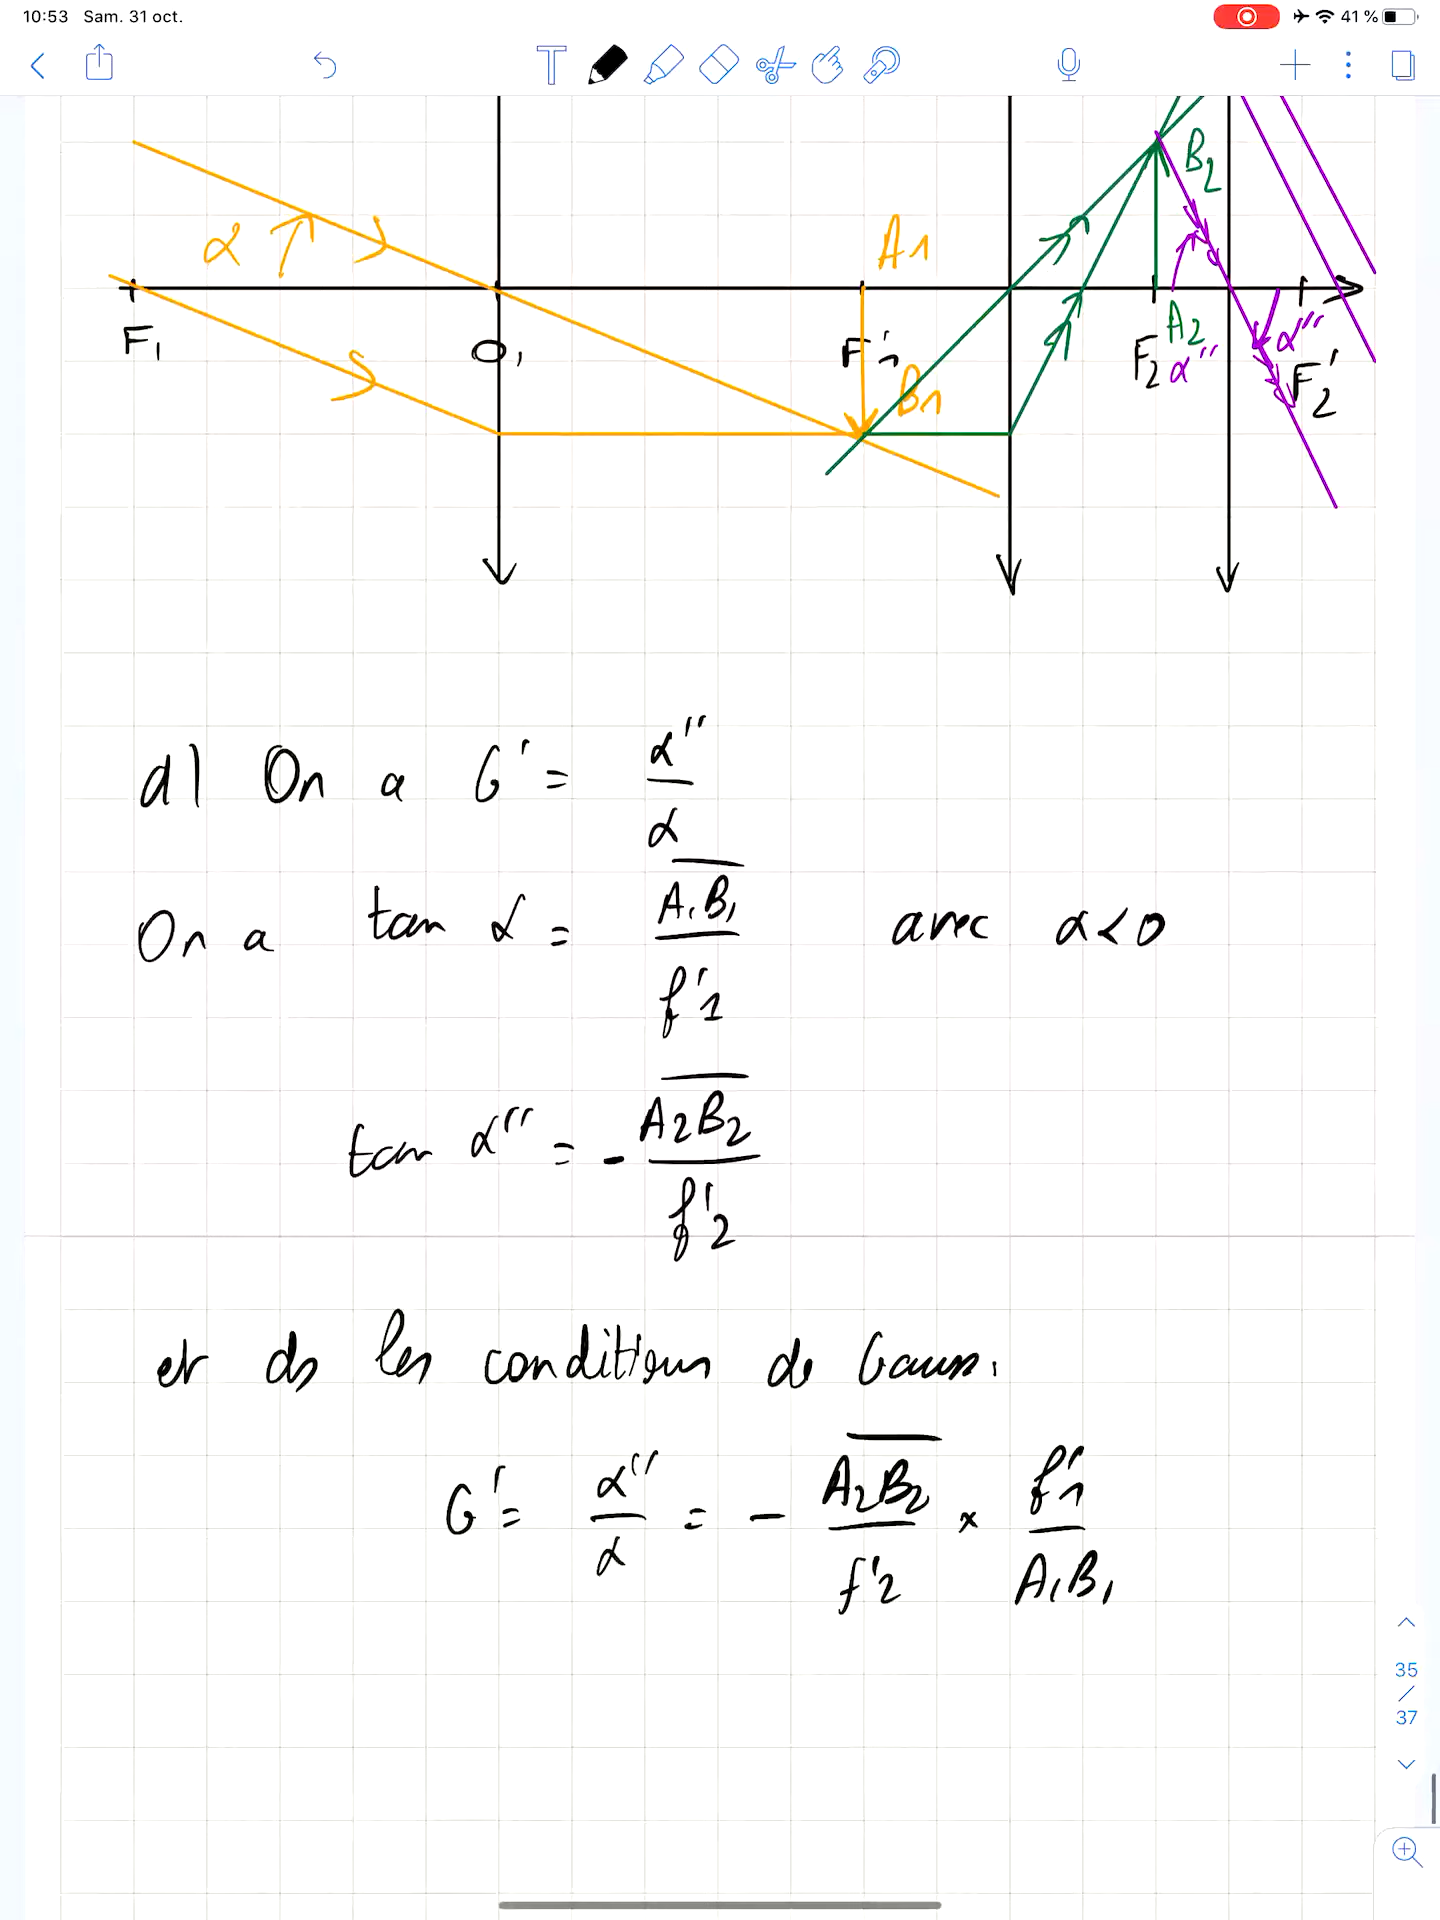 10:53 Sam. 31 oct. 41 %
B2
α A1
F1 O1 F'1 F2 A2 α'' α''' F'2
B1
d) On a G' = α''/α
On a tan α = A1B1/f'1 avec α<0
tan α'' = - A2B2/f'2
et ds les conditions de Gauss.
G' = α''/α = - A2B2/f'2 × f'1/A1B1
35
/
37